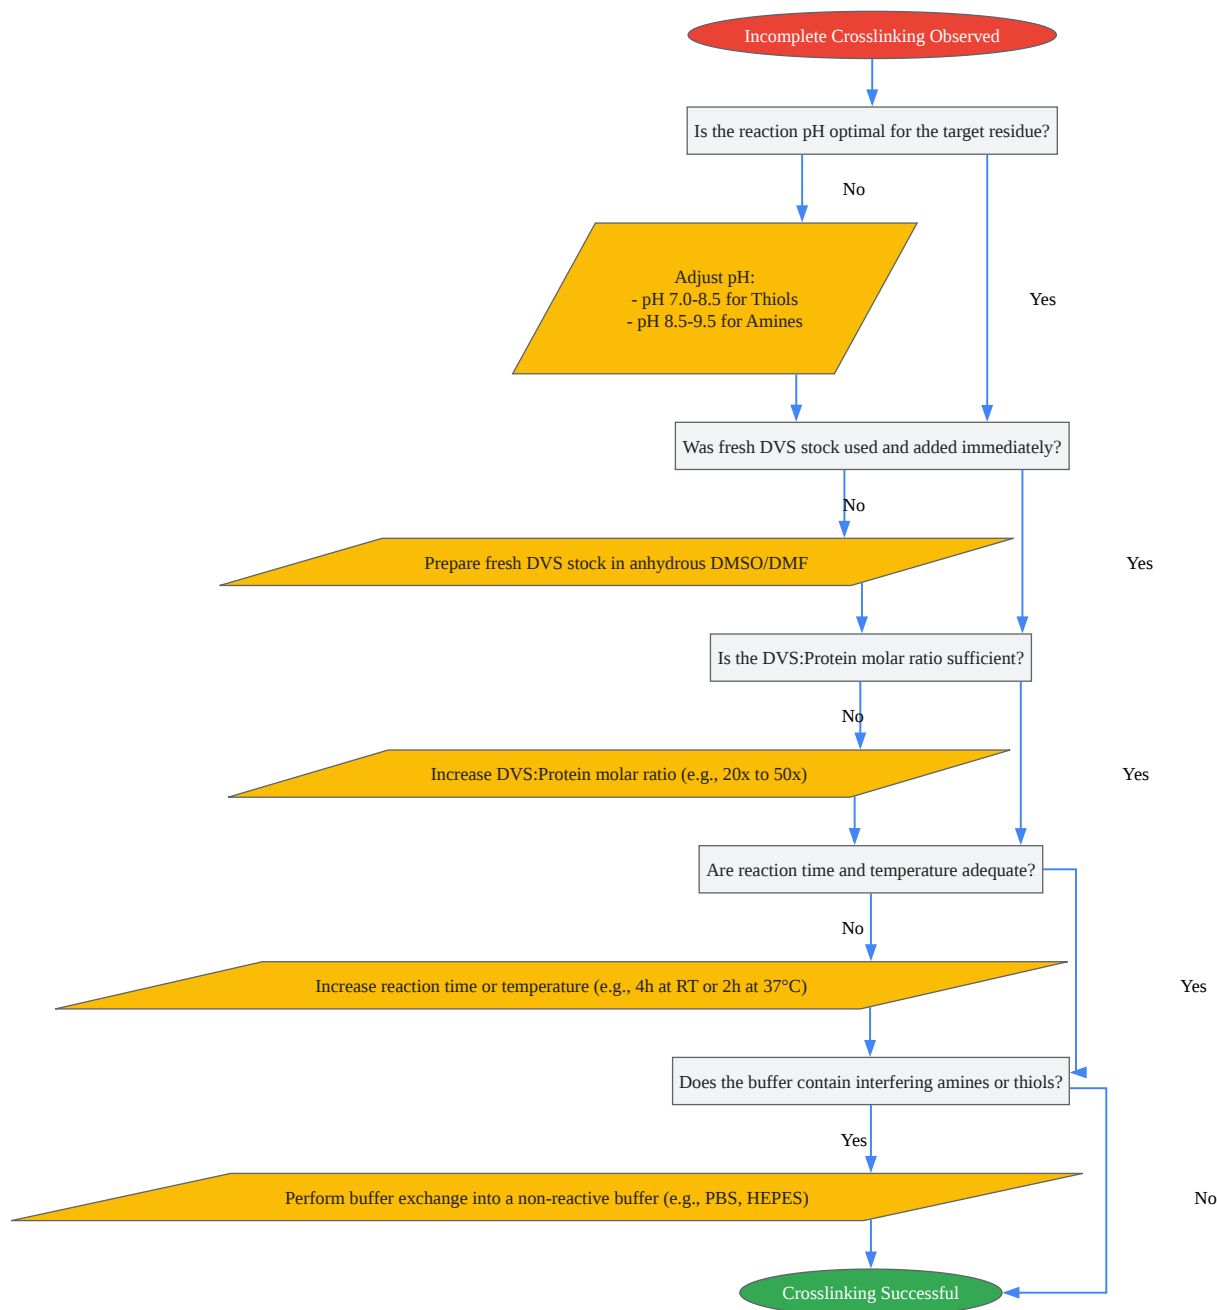 Incomplete Crosslinking Observed
Is the reaction pH optimal for the target residue?
No
Adjust pH:
- pH 7.0-8.5 for Thiols
- pH 8.5-9.5 for Amines
Yes
Was fresh DVS stock used and added immediately?
No
Prepare fresh DVS stock in anhydrous DMSO/DMF
Yes
Is the DVS:Protein molar ratio sufficient?
No
Increase DVS:Protein molar ratio (e.g., 20x to 50x)
Yes
Are reaction time and temperature adequate?
No
Increase reaction time or temperature (e.g., 4h at RT or 2h at 37°C)
Yes
Does the buffer contain interfering amines or thiols?
Yes
Perform buffer exchange into a non-reactive buffer (e.g., PBS, HEPES)
No
Crosslinking Successful